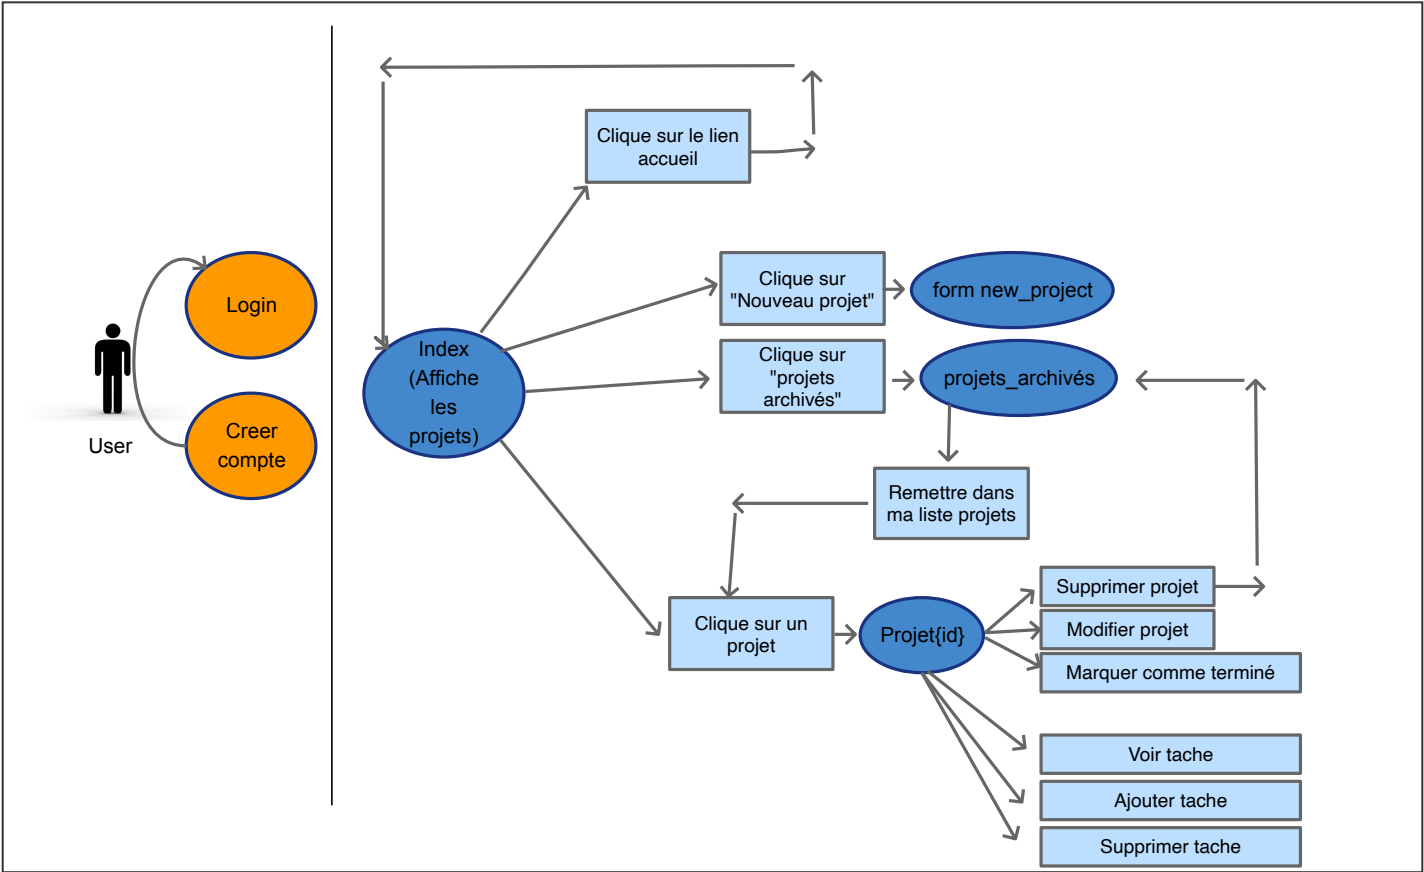 Login
User
Creer
compte
Clique sur le lien
accueil
Index
(Affiche
les
projets)
Clique sur
"Nouveau projet"
form new_project
Clique sur
"projets
archivés"
projets_archivés
Remettre dans
ma liste projets
Clique sur un
projet
Projet{id}
Supprimer projet
Modifier projet
Marquer comme terminé
Voir tache
Ajouter tache
Supprimer tache